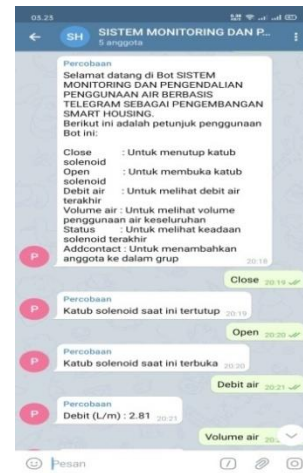 03.23
SH
SISTEM MONITORING DAN P...
5 anggota
Percobaan
Selamat datang di Bot SISTEM
MONITORING DAN PENGENDALIAN
PENGGUNAAN AIR BERBASIS
TELEGRAM SEBAGAI PENGEMBANGAN
SMART HOUSING.
Berikut ini adalah petunjuk penggunaan
Bot ini:
Close : Untuk menutup katub
solenoid
Open : Untuk membuka katub
solenoid
Debit air : Untuk melihat debit air
terakhir
Volume air : Untuk melihat volume
penggunaan air keseluruhan
Status : Untuk melihat keadaan
solenoid terakhir
Addcontact : Untuk menambahkan
anggota ke dalam grup
20:18
P
Close 20:19
Percobaan
Katub solenoid saat ini tertutup 20:19
P
Open 20:20
Percobaan
Katub solenoid saat ini terbuka 20:20
P
Debit air 20:21
Percobaan
Debit (L/m) : 2.81 20:21
P
Volume air
Pesan